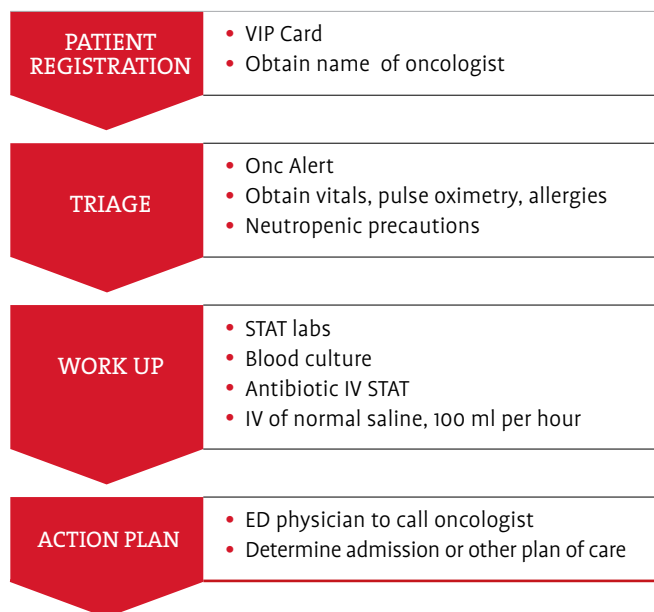 PATIENT
REGISTRATION
• VIP Card
• Obtain name of oncologist
TRIAGE
• Onc Alert
• Obtain vitals, pulse oximetry, allergies
• Neutropenic precautions
WORK UP
• STAT labs
• Blood culture
• Antibiotic IV STAT
• IV of normal saline, 100 ml per hour
ACTION PLAN
• ED physician to call oncologist
• Determine admission or other plan of care